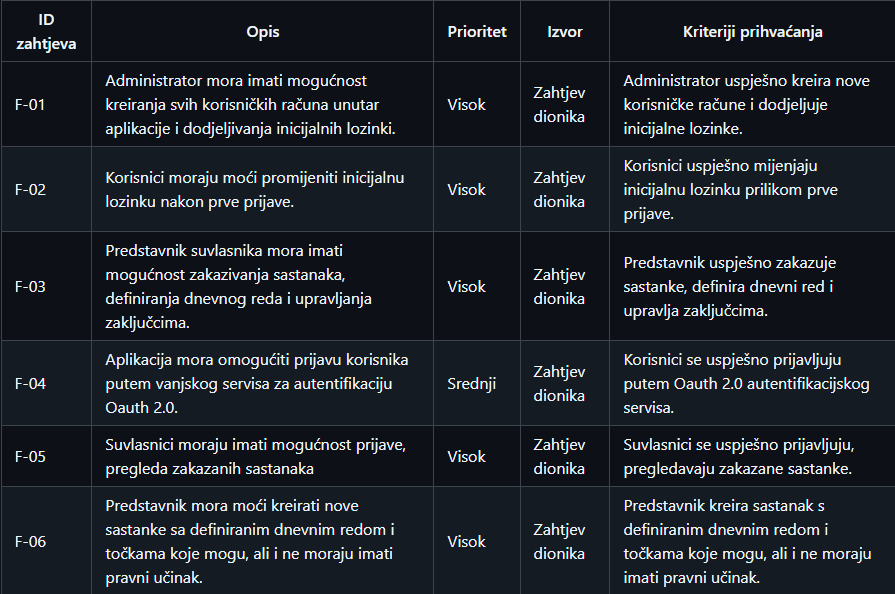 ID zahtjeva | Opis | Prioritet | Izvor | Kriteriji prihvaćanja
F-01
Administrator mora imati mogućnost
kreiranja svih korisničkih računa unutar
aplikacije i dodjeljivanja inicijalnih lozinki.
Visok
Zahtjev
dionika
Administrator uspješno kreira nove
korisničke račune i dodjeljuje
inicijalne lozinke.
F-02
Korisnici moraju moći promijeniti inicijalnu
lozinku nakon prve prijave.
Visok
Zahtjev
dionika
Korisnici uspješno mijenjaju
inicijalnu lozinku prilikom prve
prijave.
F-03
Predstavnik suvlasnika mora imati
mogućnost zakazivanja sastanaka,
definiranja dnevnog reda i upravljanja
zaključcima.
Visok
Zahtjev
dionika
Predstavnik uspješno zakazuje
sastanke, definira dnevni red i
upravlja zaključcima.
F-04
Aplikacija mora omogućiti prijavu korisnika
putem vanjskog servisa za autentifikaciju
Oauth 2.0.
Srednji
Zahtjev
dionika
Korisnici se uspješno prijavljuju
putem Oauth 2.0 autentifikacijskog
servisa.
F-05
Suvlasnici moraju imati mogućnost prijave,
pregleda zakazanih sastanaka
Visok
Zahtjev
dionika
Suvlasnici se uspješno prijavljuju,
pregledavaju zakazane sastanke.
F-06
Predstavnik mora moći kreirati nove
sastanke sa definiranim dnevnim redom i
točkama koje mogu, ali i ne moraju imati
pravni učinak.
Visok
Zahtjev
dionika
Predstavnik kreira sastanak s
definiranim dnevnim redom i
točkama koje mogu, ali i ne moraju
imati pravni učinak.